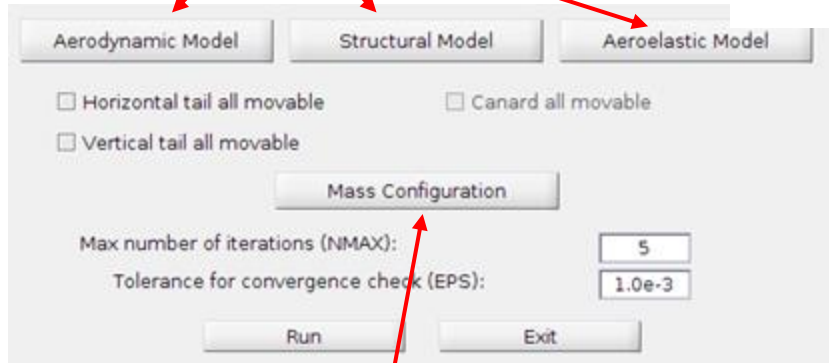 Aerodynamic Model Structural Model Aeroelastic Model
Horizontal tail all movable Canard all movable
Vertical tail all movable
Mass Configuration
Max number of iterations (NMAX): 5
Tolerance for convergence check (EPS): 1.0e-3
Run Exit